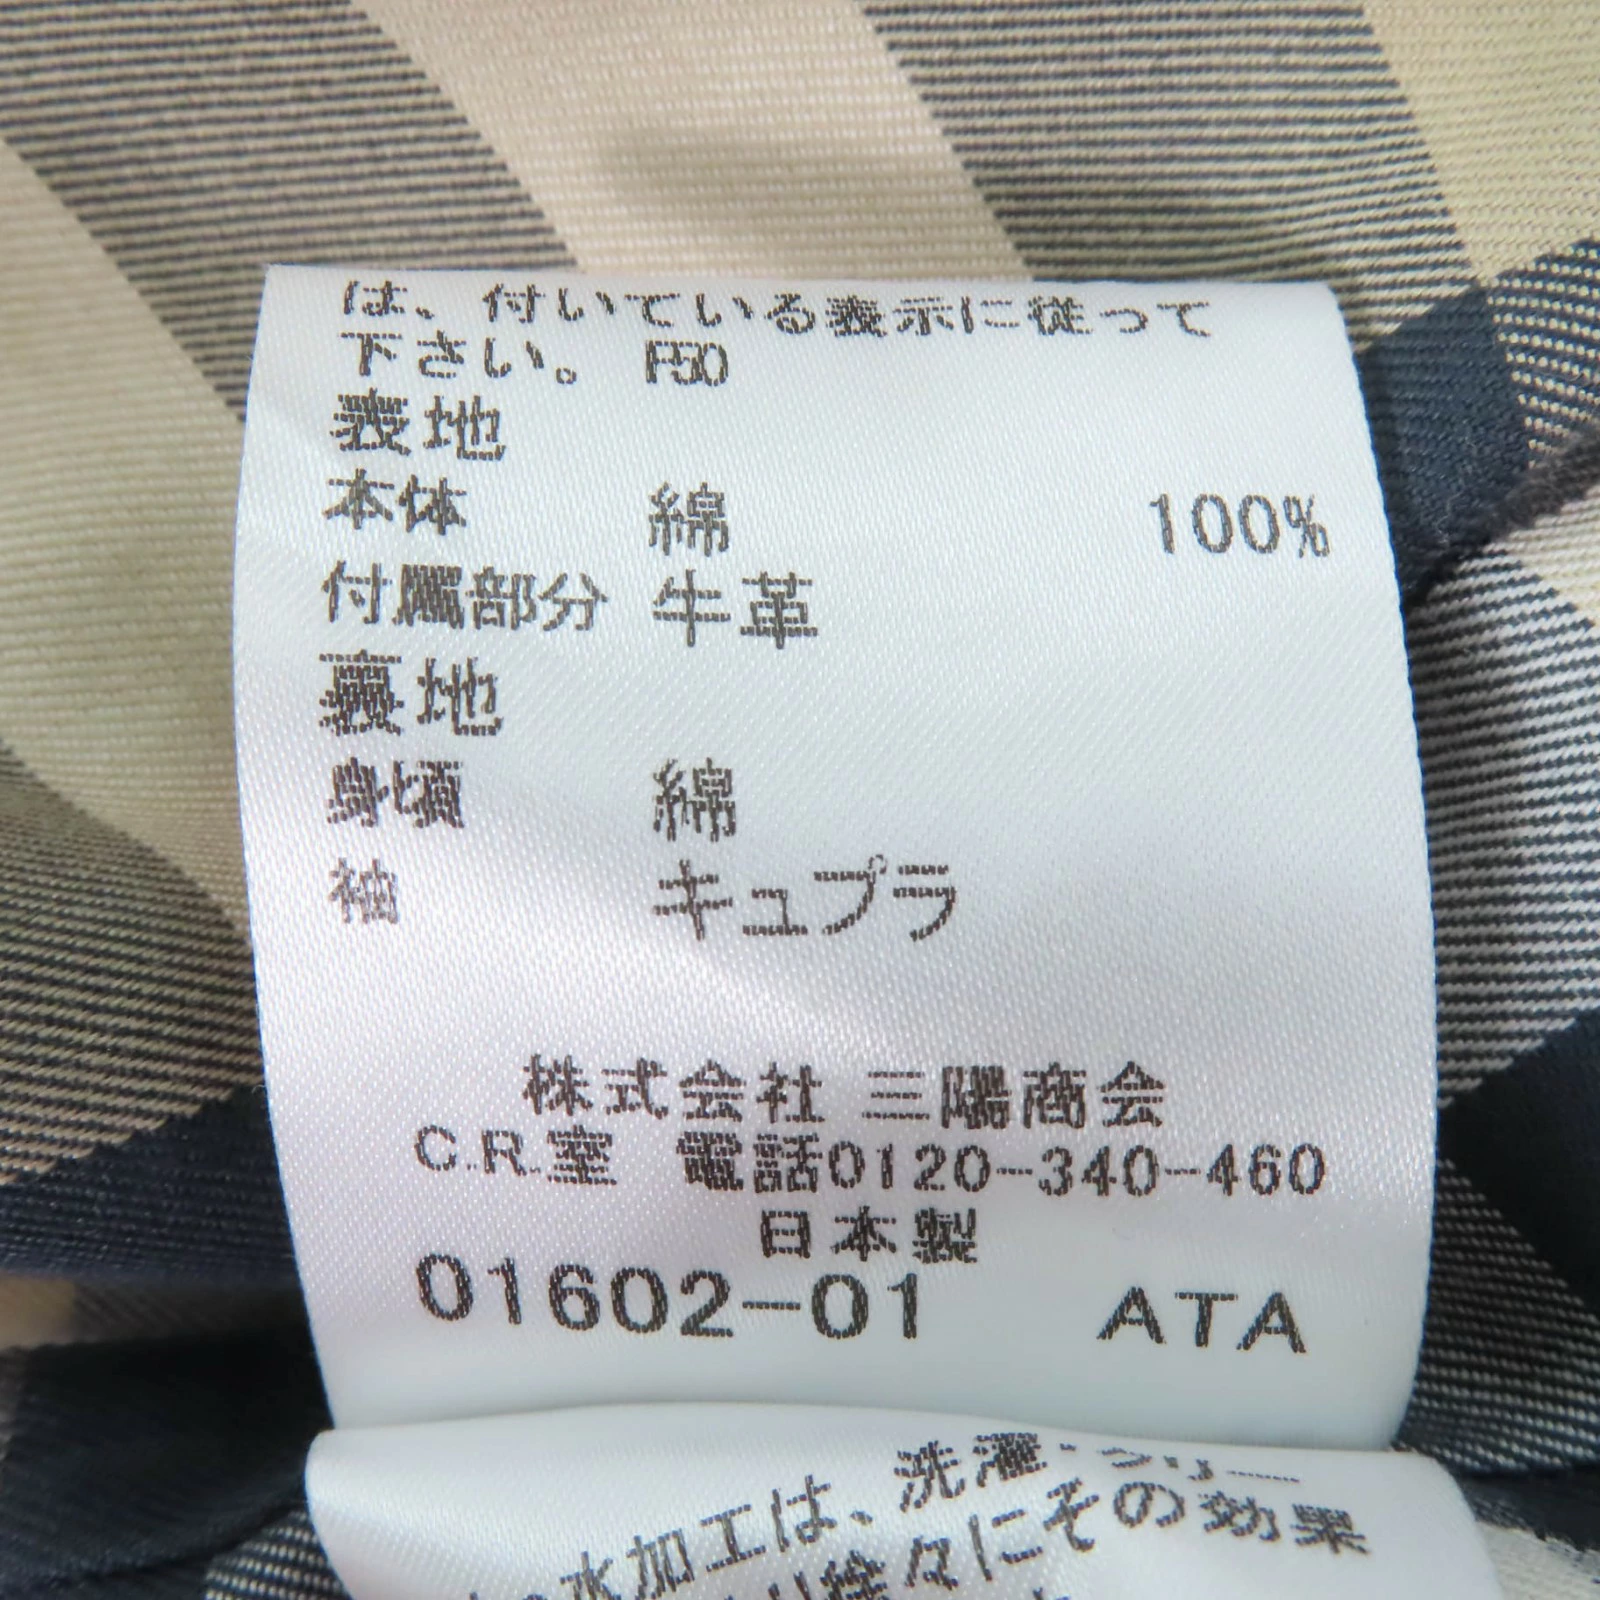 は、付いている表示に従って
下さい。 F50
表地
本体 綿 100%
付属部分 牛革
裏地
身頃 綿
袖 キュプラ
株式会社 三陽商会
C.R.室 電話0120-340-460
日本製
01602-01 ATA
洗濯・クリー
水加工は、
々にその効果